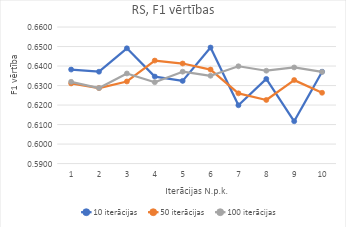 RS, F1 vērtības
0.6600
0.6500
0.6400
0.6300
0.6200
0.6100
0.6000
0.5900
F1 vērtība
1 2 3 4 5 6 7 8 9 10
Iterācijas N.p.k.
10 iterācijas 50 iterācijas 100 iterācijas